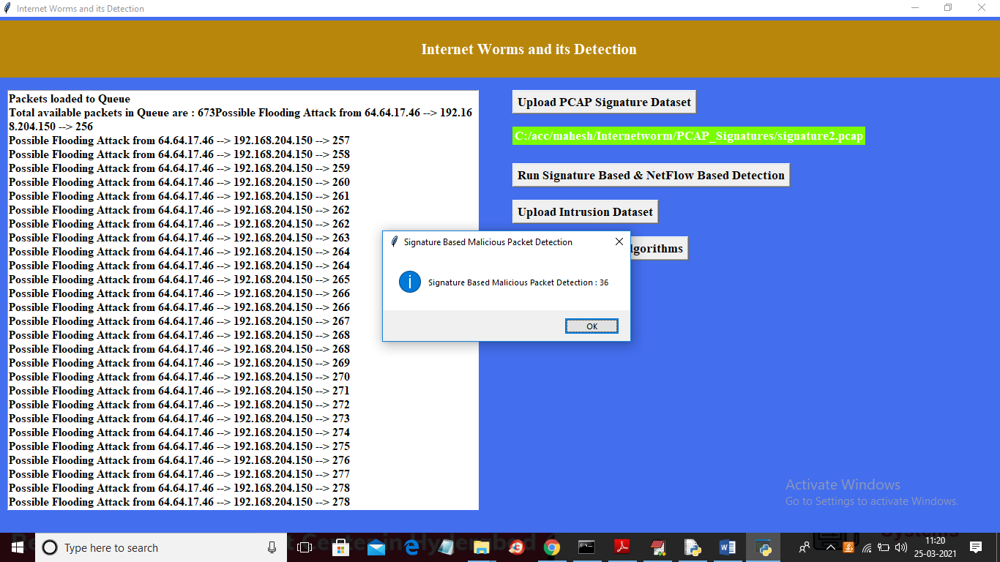 Internet Worms and its Detection
Internet Worms and its Detection
Packets loaded to Queue
Total available packets in Queue are : 673Possible Flooding Attack from 64.64.17.46 --> 192.16
8.204.150 --> 256
Possible Flooding Attack from 64.64.17.46 --> 192.168.204.150 --> 257
Possible Flooding Attack from 64.64.17.46 --> 192.168.204.150 --> 258
Possible Flooding Attack from 64.64.17.46 --> 192.168.204.150 --> 259
Possible Flooding Attack from 64.64.17.46 --> 192.168.204.150 --> 260
Possible Flooding Attack from 64.64.17.46 --> 192.168.204.150 --> 261
Possible Flooding Attack from 64.64.17.46 --> 192.168.204.150 --> 262
Possible Flooding Attack from 64.64.17.46 --> 192.168.204.150 --> 262
Possible Flooding Attack from 64.64.17.46 --> 192.168.204.150 --> 263
Possible Flooding Attack from 64.64.17.46 --> 192.168.204.150 --> 264
Possible Flooding Attack from 64.64.17.46 --> 192.168.204.150 --> 264
Possible Flooding Attack from 64.64.17.46 --> 192.168.204.150 --> 265
Possible Flooding Attack from 64.64.17.46 --> 192.168.204.150 --> 266
Possible Flooding Attack from 64.64.17.46 --> 192.168.204.150 --> 266
Possible Flooding Attack from 64.64.17.46 --> 192.168.204.150 --> 267
Possible Flooding Attack from 64.64.17.46 --> 192.168.204.150 --> 268
Possible Flooding Attack from 64.64.17.46 --> 192.168.204.150 --> 268
Possible Flooding Attack from 64.64.17.46 --> 192.168.204.150 --> 269
Possible Flooding Attack from 64.64.17.46 --> 192.168.204.150 --> 270
Possible Flooding Attack from 64.64.17.46 --> 192.168.204.150 --> 271
Possible Flooding Attack from 64.64.17.46 --> 192.168.204.150 --> 272
Possible Flooding Attack from 64.64.17.46 --> 192.168.204.150 --> 273
Possible Flooding Attack from 64.64.17.46 --> 192.168.204.150 --> 274
Possible Flooding Attack from 64.64.17.46 --> 192.168.204.150 --> 275
Possible Flooding Attack from 64.64.17.46 --> 192.168.204.150 --> 276
Possible Flooding Attack from 64.64.17.46 --> 192.168.204.150 --> 277
Possible Flooding Attack from 64.64.17.46 --> 192.168.204.150 --> 278
Possible Flooding Attack from 64.64.17.46 --> 192.168.204.150 --> 278
Upload PCAP Signature Dataset
C:/acc/mahesh/Internetworm/PCAP_Signatures/signature2.pcap
Run Signature Based & NetFlow Based Detection
Upload Intrusion Dataset
lgorithms
Signature Based Malicious Packet Detection
Signature Based Malicious Packet Detection : 36
OK
Activate Windows
Go to Settings to activate Windows.
Type here to search
11:20
25-03-2021